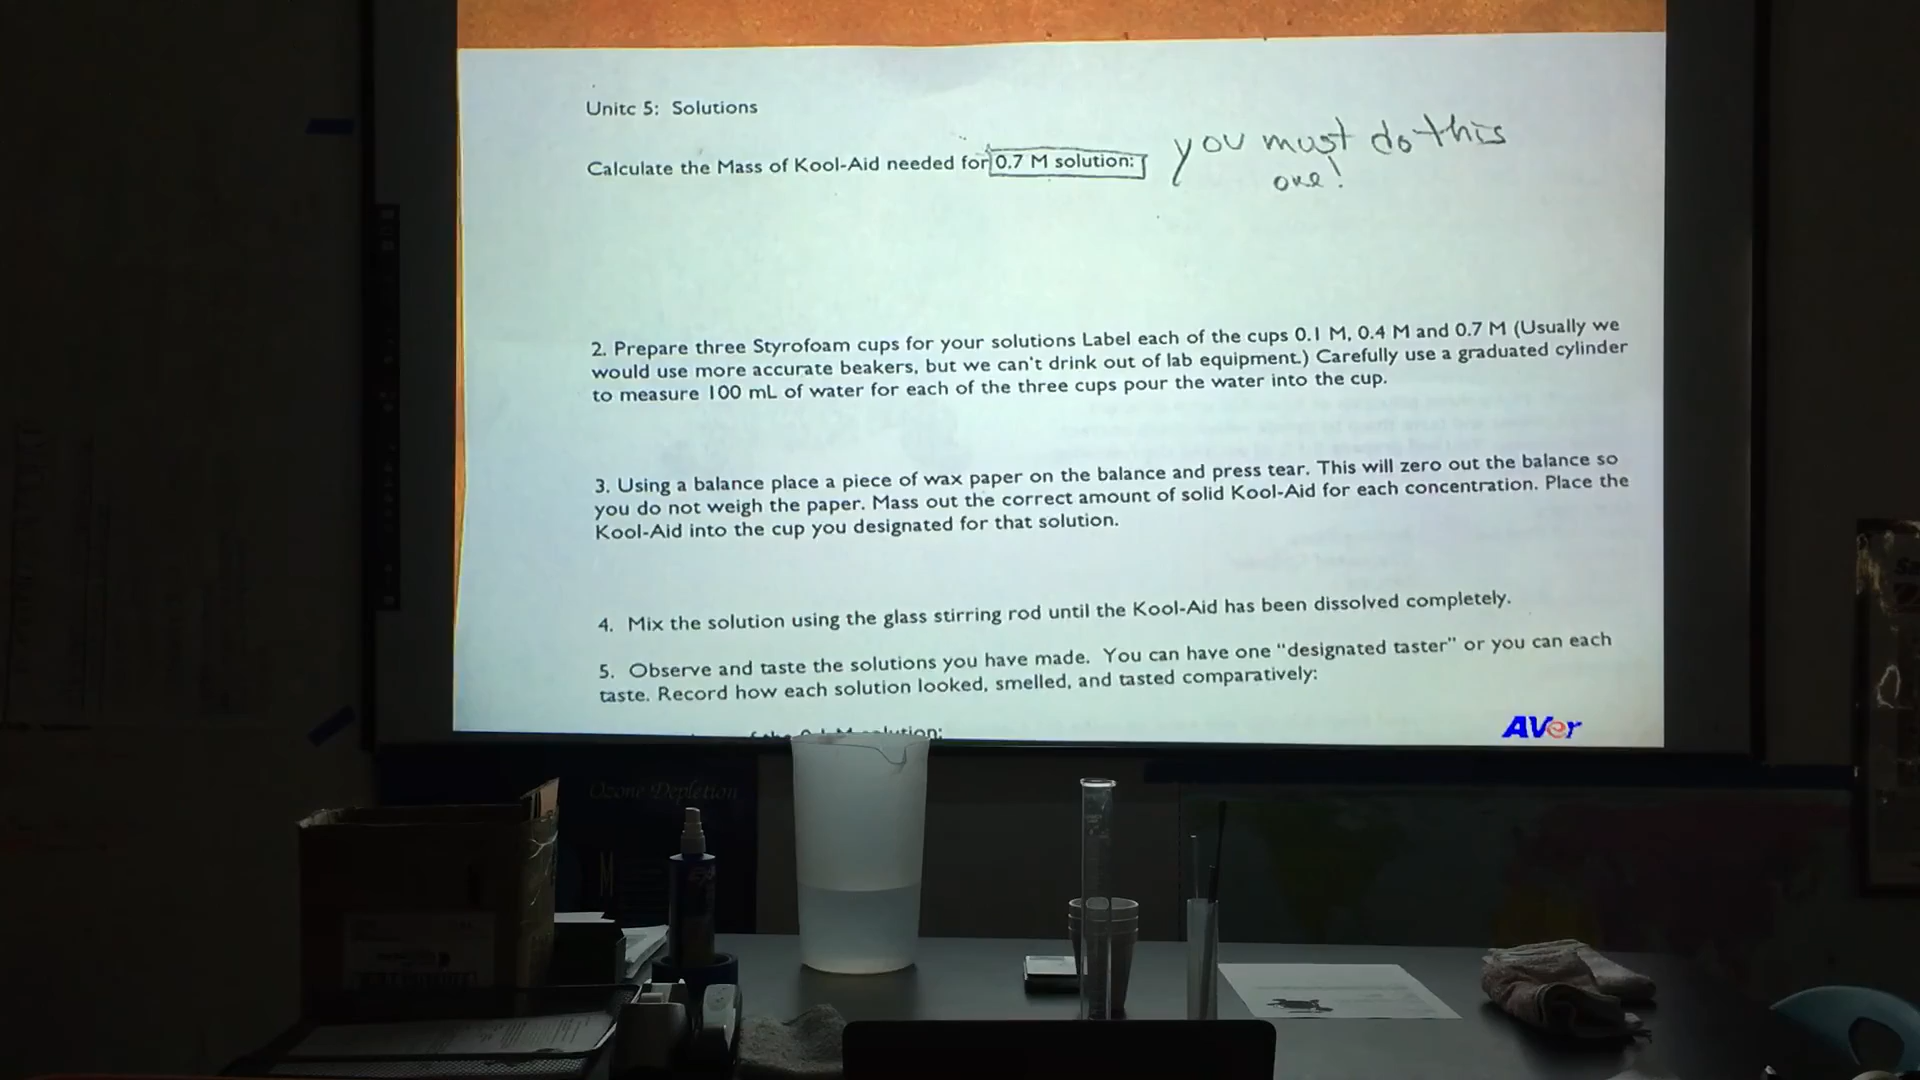 Unitc 5: Solutions
Calculate the Mass of Kool-Aid needed for 0.7 M solution:
you must do this
one!
2. Prepare three Styrofoam cups for your solutions Label each of the cups 0.1 M, 0.4 M and 0.7 M (Usually we
would use more accurate beakers, but we can't drink out of lab equipment.) Carefully use a graduated cylinder
to measure 100 mL of water for each of the three cups pour the water into the cup.
3. Using a balance place a piece of wax paper on the balance and press tear. This will zero out the balance so
you do not weigh the paper. Mass out the correct amount of solid Kool-Aid for each concentration. Place the
Kool-Aid into the cup you designated for that solution.
4. Mix the solution using the glass stirring rod until the Kool-Aid has been dissolved completely.
5. Observe and taste the solutions you have made. You can have one "designated taster" or you can each
taste. Record how each solution looked, smelled, and tasted comparatively:
solution:
AVer
Ozone Depletion